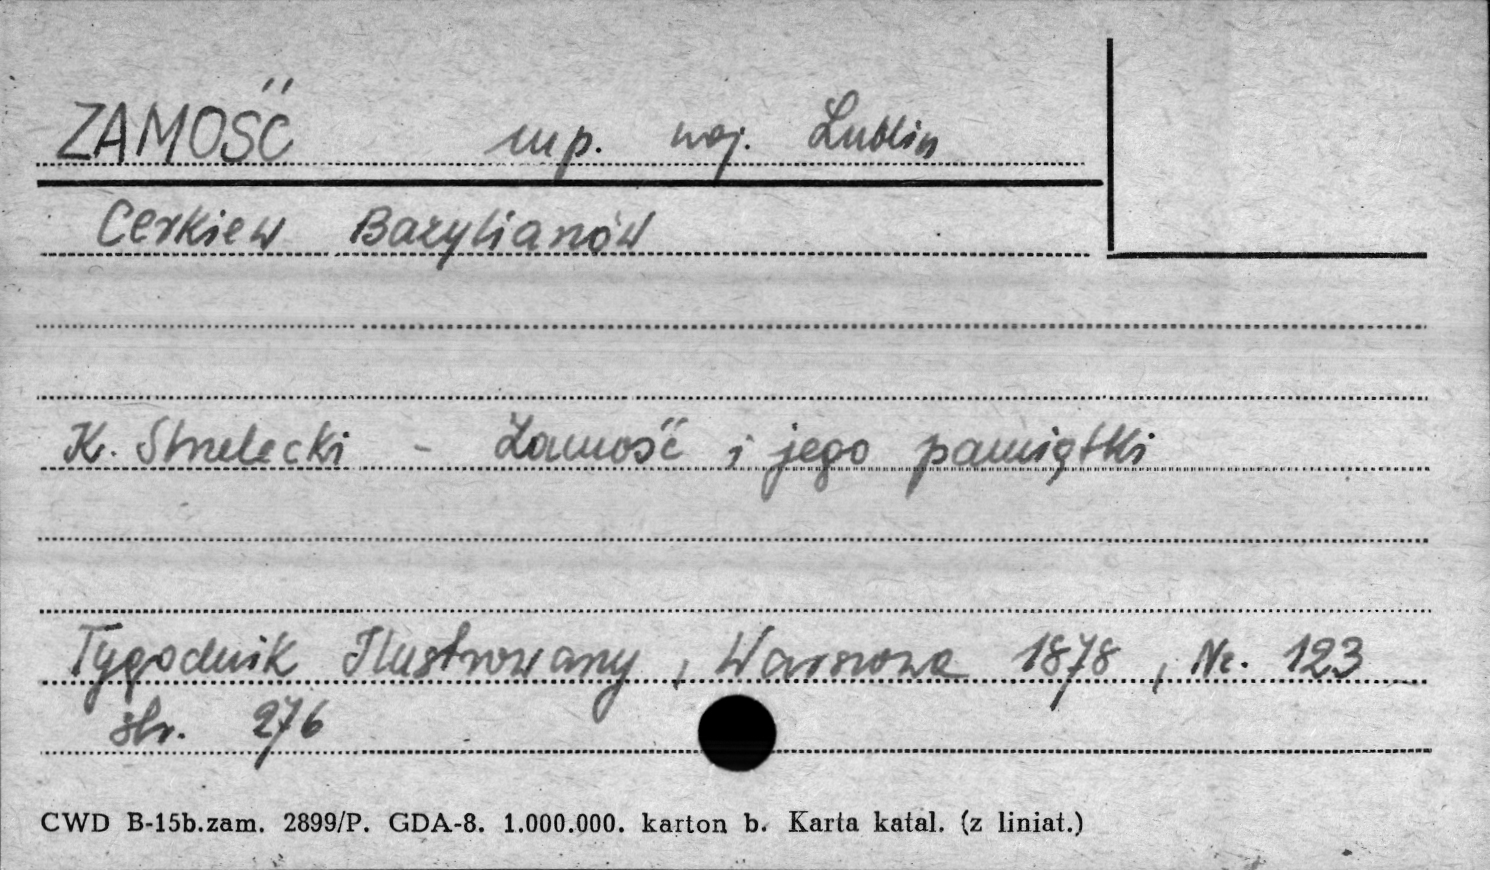 ZAMOŚĆ mp. woj. Lublin
Cerkiew Bazylianów
K. Strzelecki - Zamość i jego pamiątki
Tygodnik Ilustrowany, Warszawa 1878, Nr. 123
str. 276
CWD B-15b.zam. 2899/P. GDA-8. 1.000.000. karton b. Karta katal. (z liniat.)